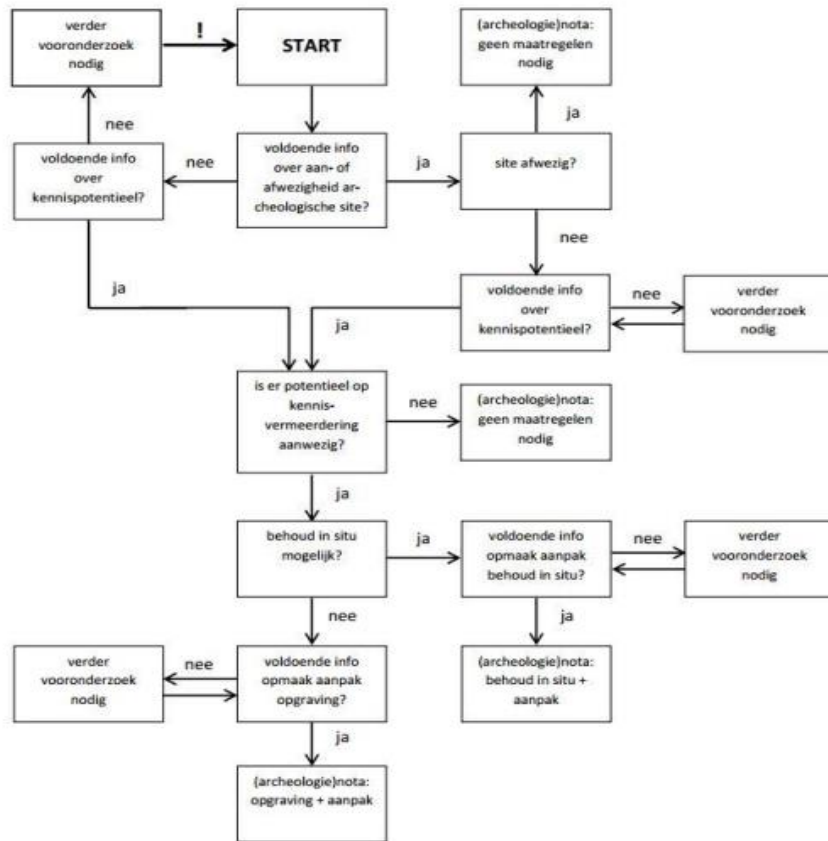 verder
vooronderzoek
nodig
!
START
(archeologie)nota:
geen maatregelen
nodig
nee
ja
voldoende info
over
kennispotentieel?
nee
voldoende info
over aan- of
afwezigheid ar-
cheologische site?
ja
site afwezig?
nee
ja
voldoende info
over
kennispotentieel?
nee
verder
vooronderzoek
nodig
ja
is er potentieel op
kennis-
vermeerdering
aanwezig?
nee
(archeologie)nota:
geen maatregelen
nodig
ja
behoud in situ
mogelijk?
ja
voldoende info
opmaak aanpak
behoud in situ?
nee
verder
vooronderzoek
nodig
nee
ja
verder
vooronderzoek
nodig
nee
voldoende info
opmaak aanpak
opgraving?
(archeologie)nota:
behoud in situ +
aanpak
ja
(archeologie)nota:
opgraving + aanpak